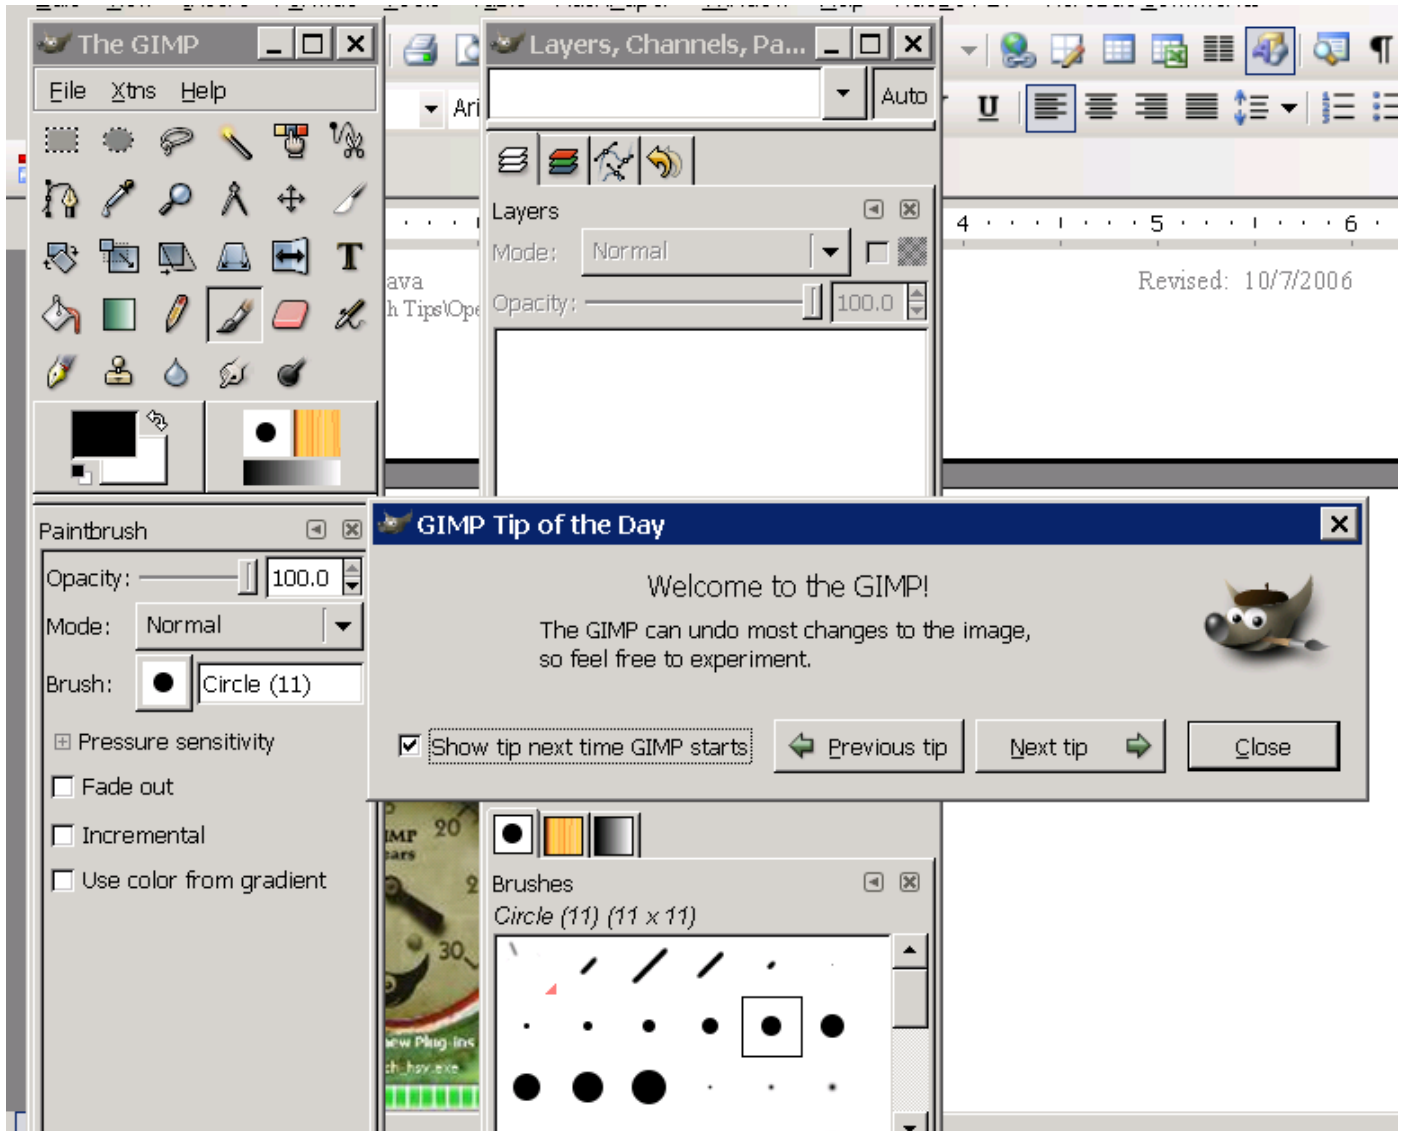 The GIMP
File Xtns Help
Layers, Channels, Pa...
Auto
Ari
U
Layers
Mode: Normal
Opacity: 100.0
4 5 6
ava
h Tips\Ope
Revised: 10/7/2006
Paintbrush
Opacity: 100.0
Mode: Normal
Brush: Circle (11)
Pressure sensitivity
Fade out
Incremental
Use color from gradient
GIMP Tip of the Day
Welcome to the GIMP!
The GIMP can undo most changes to the image,
so feel free to experiment.
Show tip next time GIMP starts
Previous tip
Next tip
Close
20
30
ew Plug-ins
Brushes
Circle (11) (11 x 11)